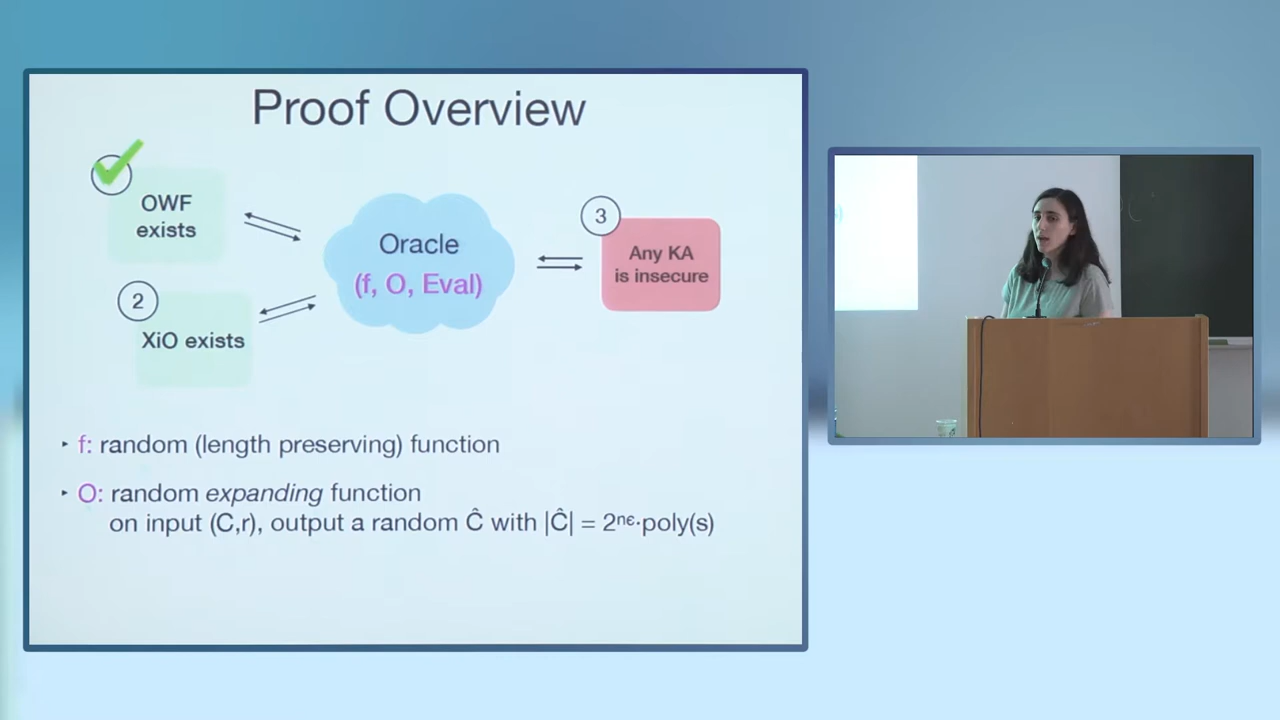 Proof Overview
OWF
exists
2
XiO exists
Oracle
(f, O, Eval)
3
Any KA
is insecure
‣ f: random (length preserving) function
‣ O: random expanding function
on input (C,r), output a random Ĉ with |Ĉ| = 2ⁿᵋ·poly(s)